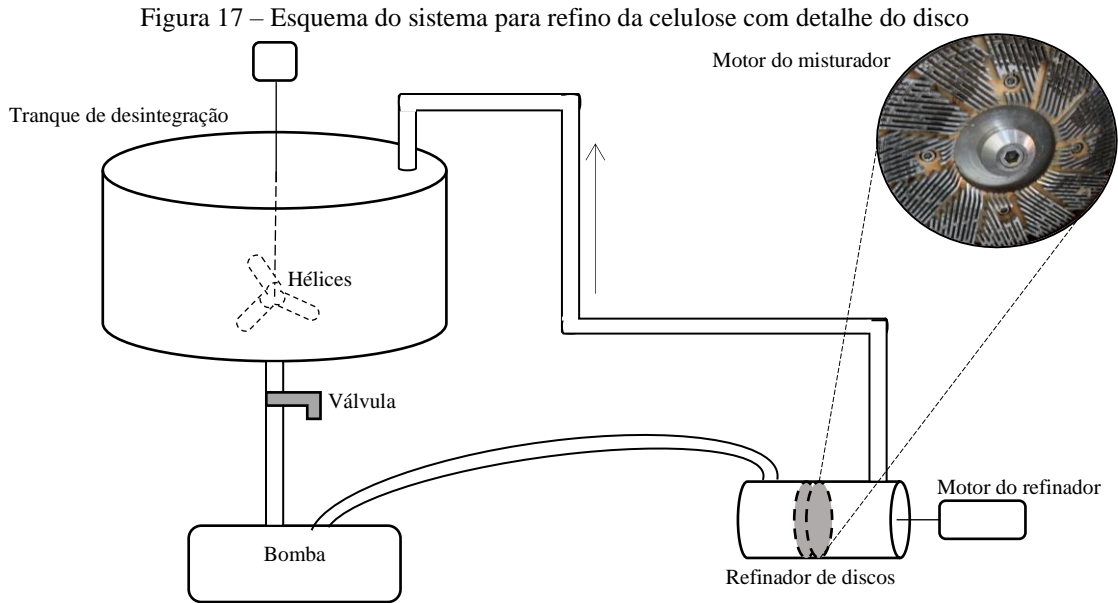 Figura 17 – Esquema do sistema para refino da celulose com detalhe do disco
Motor do misturador
Tranque de desintegração
Hélices
Válvula
Motor do refinador
Bomba
Refinador de discos